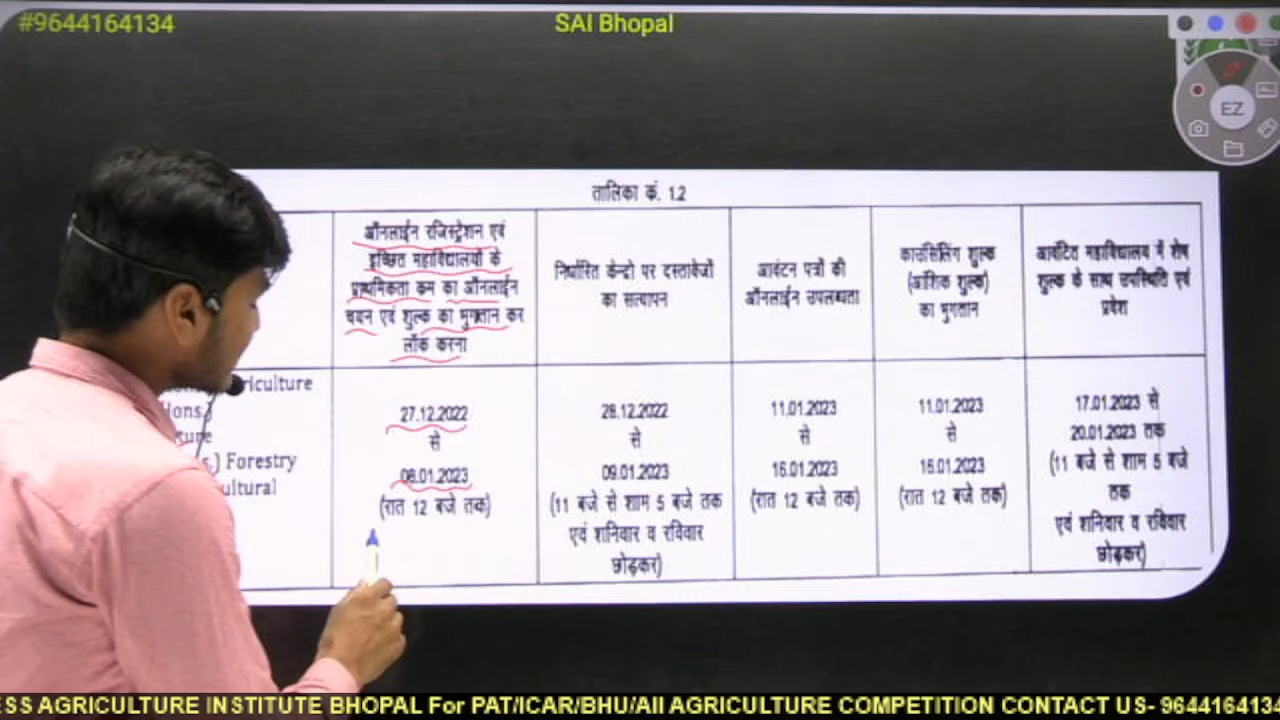 #9644164134
SAI Bhopal
EZ
तालिका कं. 1.2
ऑनलाईन रजिस्ट्रेशन एवं
इच्छित महाविद्यालयों के
प्राथमिकता कम का ऑनलाईन
चयन एवं शुल्क का भुगतान कर
लॉक करना
निर्धारित केन्द्रो पर दस्तावेजों
का सत्यापन
आवंटन पत्रों की
ऑनलाईन उपलब्धता
काउंसिलिंग शुल्क
(आंशिक शुल्क)
का भुगतान
आवंटित महाविद्यालय में शेष
शुल्क के साथ उपस्थिति एवं
प्रवेश
riculture
ture
Forestry
ultural
27.12.2022
से
06.01.2023
(रात 12 बजे तक)
28.12.2022
से
09.01.2023
(11 बजे से शाम 5 बजे तक
एवं शनिवार व रविवार
छोड़कर)
11.01.2023
से
16.01.2023
(रात 12 बजे तक)
11.01.2023
से
16.01.2023
(रात 12 बजे तक)
17.01.2023 से
20.01.2023 तक
(11 बजे से शाम 5 बजे
तक
एवं शनिवार व रविवार
छोड़कर)
SS AGRICULTURE INSTITUTE BHOPAL For PAT/ICAR/BHU/All AGRICULTURE COMPETITION CONTACT US- 9644164134